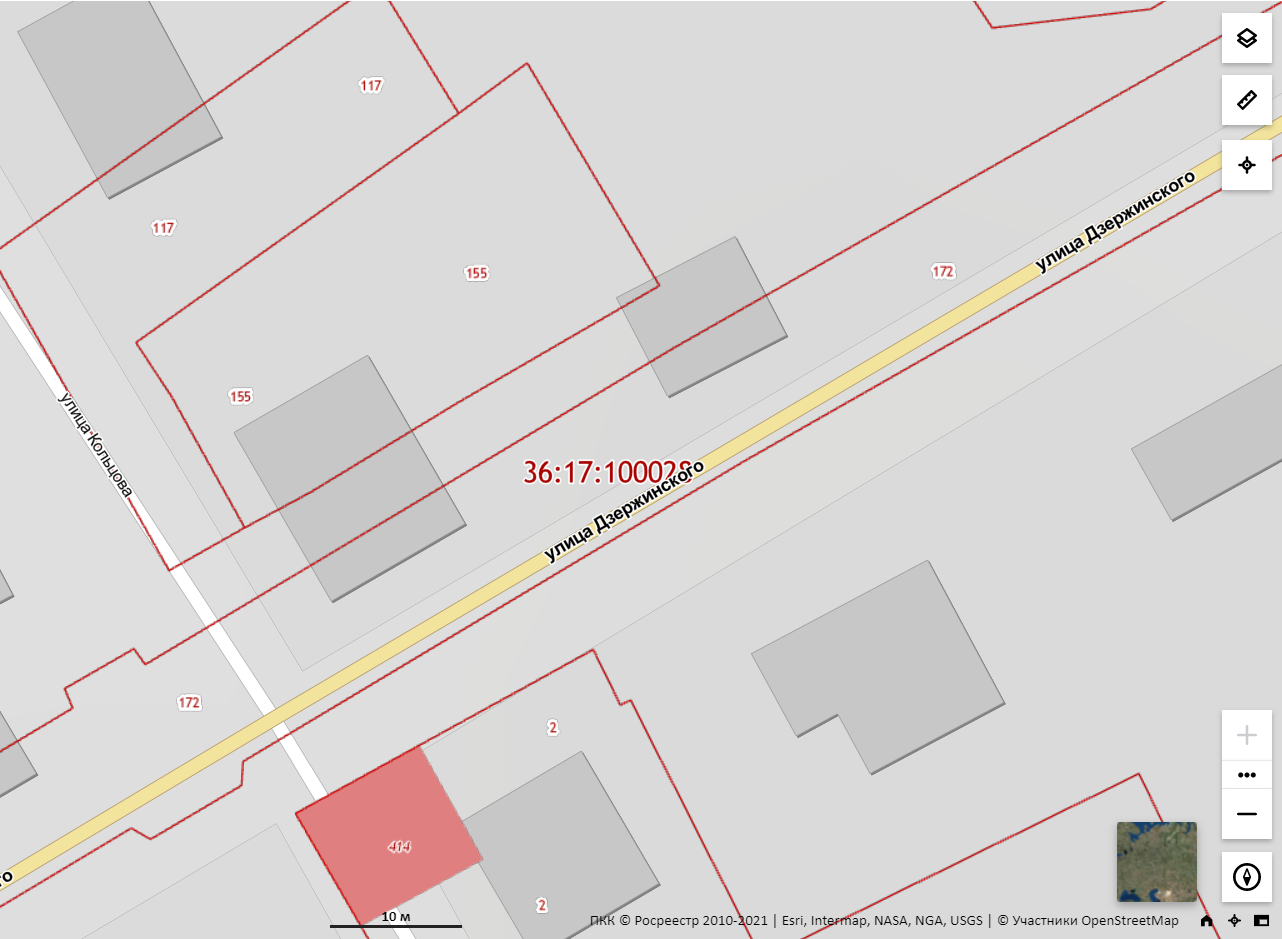 117
117
155
172
улица Дзержинского
155
улица Кольцова
36:17:100028
улица Дзержинского
172
2
414
го
2
10 м
ПКК © Росреестр 2010-2021 | Esri, Intermap, NASA, NGA, USGS | © Участники OpenStreetMap